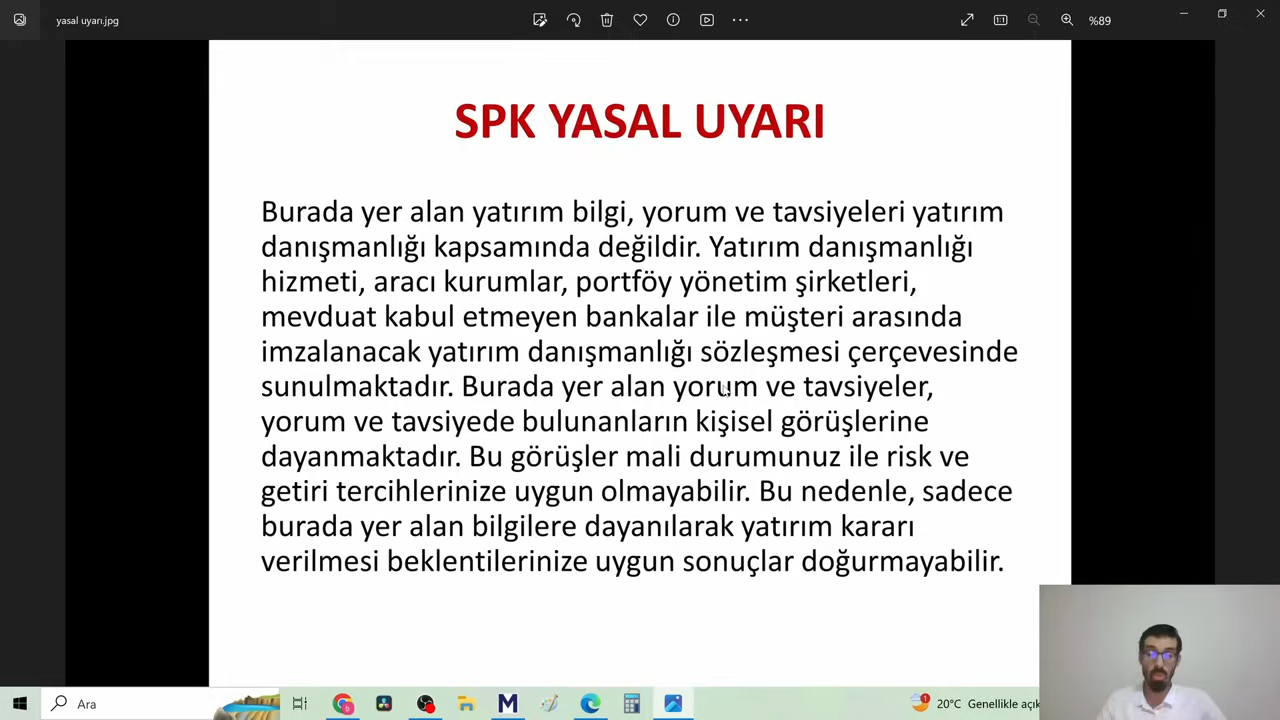 yasal uyarı.jpg
%89
SPK YASAL UYARI
Burada yer alan yatırım bilgi, yorum ve tavsiyeleri yatırım
danışmanlığı kapsamında değildir. Yatırım danışmanlığı
hizmeti, aracı kurumlar, portföy yönetim şirketleri,
mevduat kabul etmeyen bankalar ile müşteri arasında
imzalanacak yatırım danışmanlığı sözleşmesi çerçevesinde
sunulmaktadır. Burada yer alan yorum ve tavsiyeler,
yorum ve tavsiyede bulunanların kişisel görüşlerine
dayanmaktadır. Bu görüşler mali durumunuz ile risk ve
getiri tercihlerinize uygun olmayabilir. Bu nedenle, sadece
burada yer alan bilgilere dayanılarak yatırım kararı
verilmesi beklentilerinize uygun sonuçlar doğurmayabilir.
Ara
20°C Genellikle açık